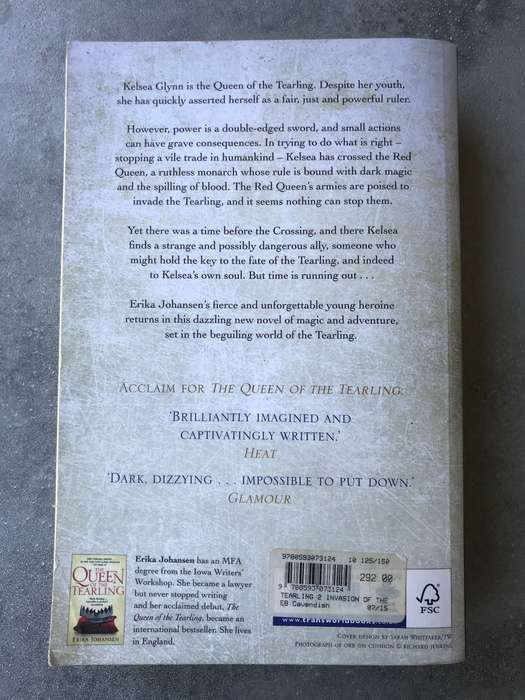 Kelsea Glynn is the Queen of the Tearling. Despite her youth,
she has quickly asserted herself as a fair, just and powerful ruler.
However, power is a double-edged sword, and small actions
can have grave consequences. In trying to do what is right –
stopping a vile trade in humankind – Kelsea has crossed the Red
Queen, a ruthless monarch whose rule is bound with dark magic
and the spilling of blood. The Red Queen's armies are poised to
invade the Tearling, and it seems nothing can stop them.
Yet there was a time before the Crossing, and there Kelsea
finds a strange and possibly dangerous ally, someone who
might hold the key to the fate of the Tearling, and indeed
to Kelsea's own soul. But time is running out . . .
Erika Johansen's fierce and unforgettable young heroine
returns in this dazzling new novel of magic and adventure,
set in the beguiling world of the Tearling.
ACCLAIM FOR THE QUEEN OF THE TEARLING:
'BRILLIANTLY IMAGINED AND
CAPTIVATINGLY WRITTEN.'
HEAT
'DARK, DIZZYING . . . IMPOSSIBLE TO PUT DOWN.'
GLAMOUR
THE
QUEEN
OF THE
TEARLING
ERIKA JOHANSEN
Erika Johansen has an MFA
degree from the Iowa Writers'
Workshop. She became a lawyer
but never stopped writing
and her acclaimed debut, The
Queen of the Tearling, became an
international bestseller. She lives
in England.
9780593073124 10 125/150
292.00
9 780593 073124
TEARLING 2 INVASION OF THE
EB Cavendish 07/15
www.transworldbooks.co
FSC
COVER DESIGN BY SARAH WHITTAKER/TW
PHOTOGRAPH OF ORB ON CUSHION © RICHARD JENKINS